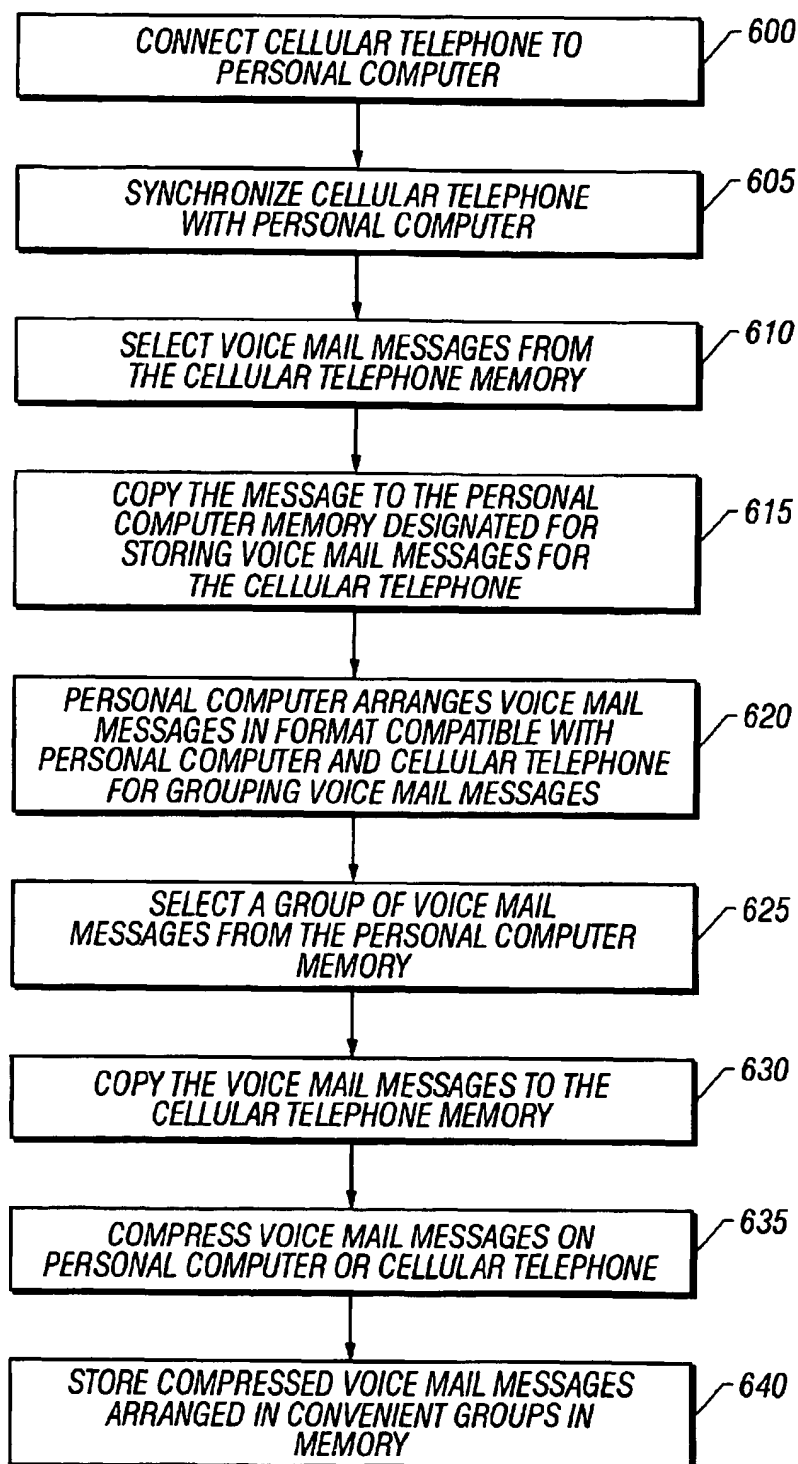 CONNECT CELLULAR TELEPHONE TO
PERSONAL COMPUTER
600
SYNCHRONIZE CELLULAR TELEPHONE
WITH PERSONAL COMPUTER
605
SELECT VOICE MAIL MESSAGES FROM
THE CELLULAR TELEPHONE MEMORY
610
COPY THE MESSAGE TO THE PERSONAL
COMPUTER MEMORY DESIGNATED FOR
STORING VOICE MAIL MESSAGES FOR
THE CELLULAR TELEPHONE
615
PERSONAL COMPUTER ARRANGES VOICE MAIL
MESSAGES IN FORMAT COMPATIBLE WITH
PERSONAL COMPUTER AND CELLULAR TELEPHONE
FOR GROUPING VOICE MAIL MESSAGES
620
SELECT A GROUP OF VOICE MAIL
MESSAGES FROM THE PERSONAL COMPUTER
MEMORY
625
COPY THE VOICE MAIL MESSAGES TO THE
CELLULAR TELEPHONE MEMORY
630
COMPRESS VOICE MAIL MESSAGES ON
PERSONAL COMPUTER OR CELLULAR TELEPHONE
635
STORE COMPRESSED VOICE MAIL MESSAGES
ARRANGED IN CONVENIENT GROUPS IN
MEMORY
640